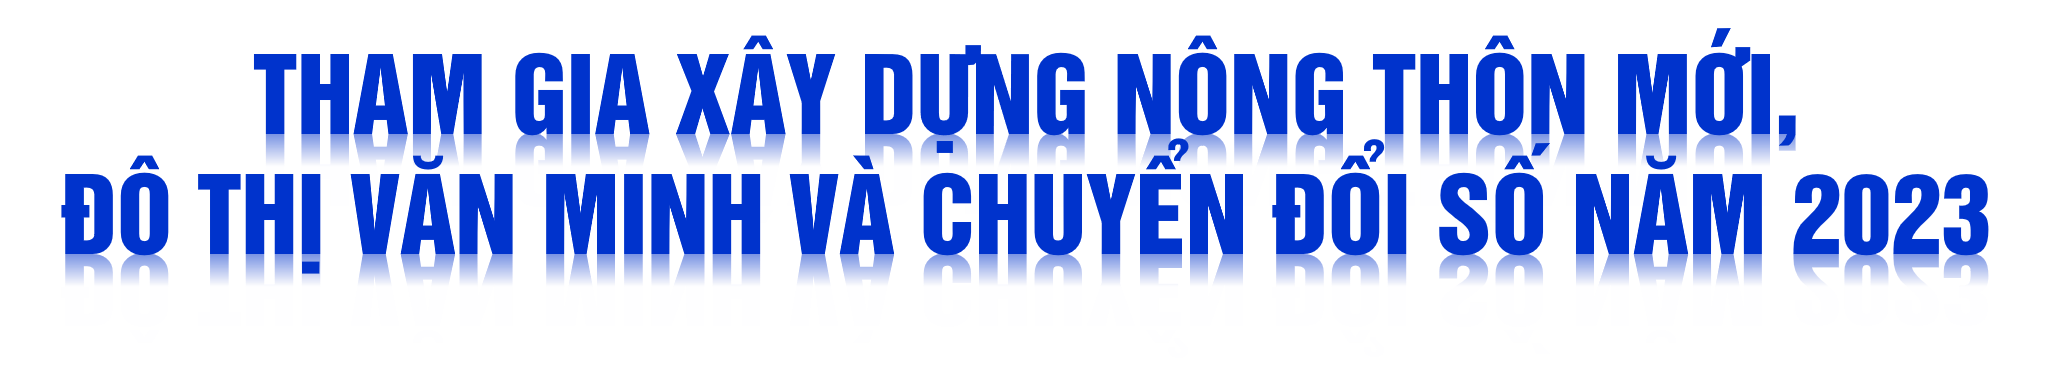 THAM GIA XÂY DỰNG NÔNG THÔN MỚI,
ĐÔ THỊ VĂN MINH VÀ CHUYỂN ĐỔI SỐ NĂM 2023